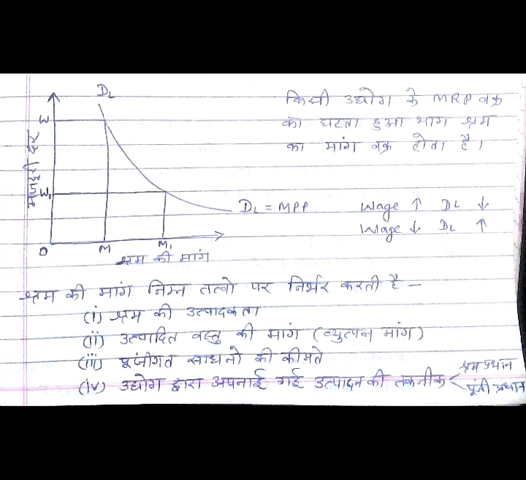 DL
किसी उद्योग के MRP वक्र
का घटता हुआ भाग श्रम
का मांग वक्र होता है।
मजदूरी दर
W
W₁
DL = MPP
Wage ↑ DL ↓
Wage ↓ DL ↑
O
M
M₁
श्रम की मांग
श्रम की मांग निम्न तत्वो पर निर्भर करती है –
(i) श्रम की उत्पादकता
(ii) उत्पादित वस्तु की मांग (व्युत्पन्न मांग)
(iii) पूंजीगत साधनो की कीमते
(iv) उद्योग द्वारा अपनाई गई उत्पादन की तकनीक < श्रम प्रधान
पूंजी प्रधान